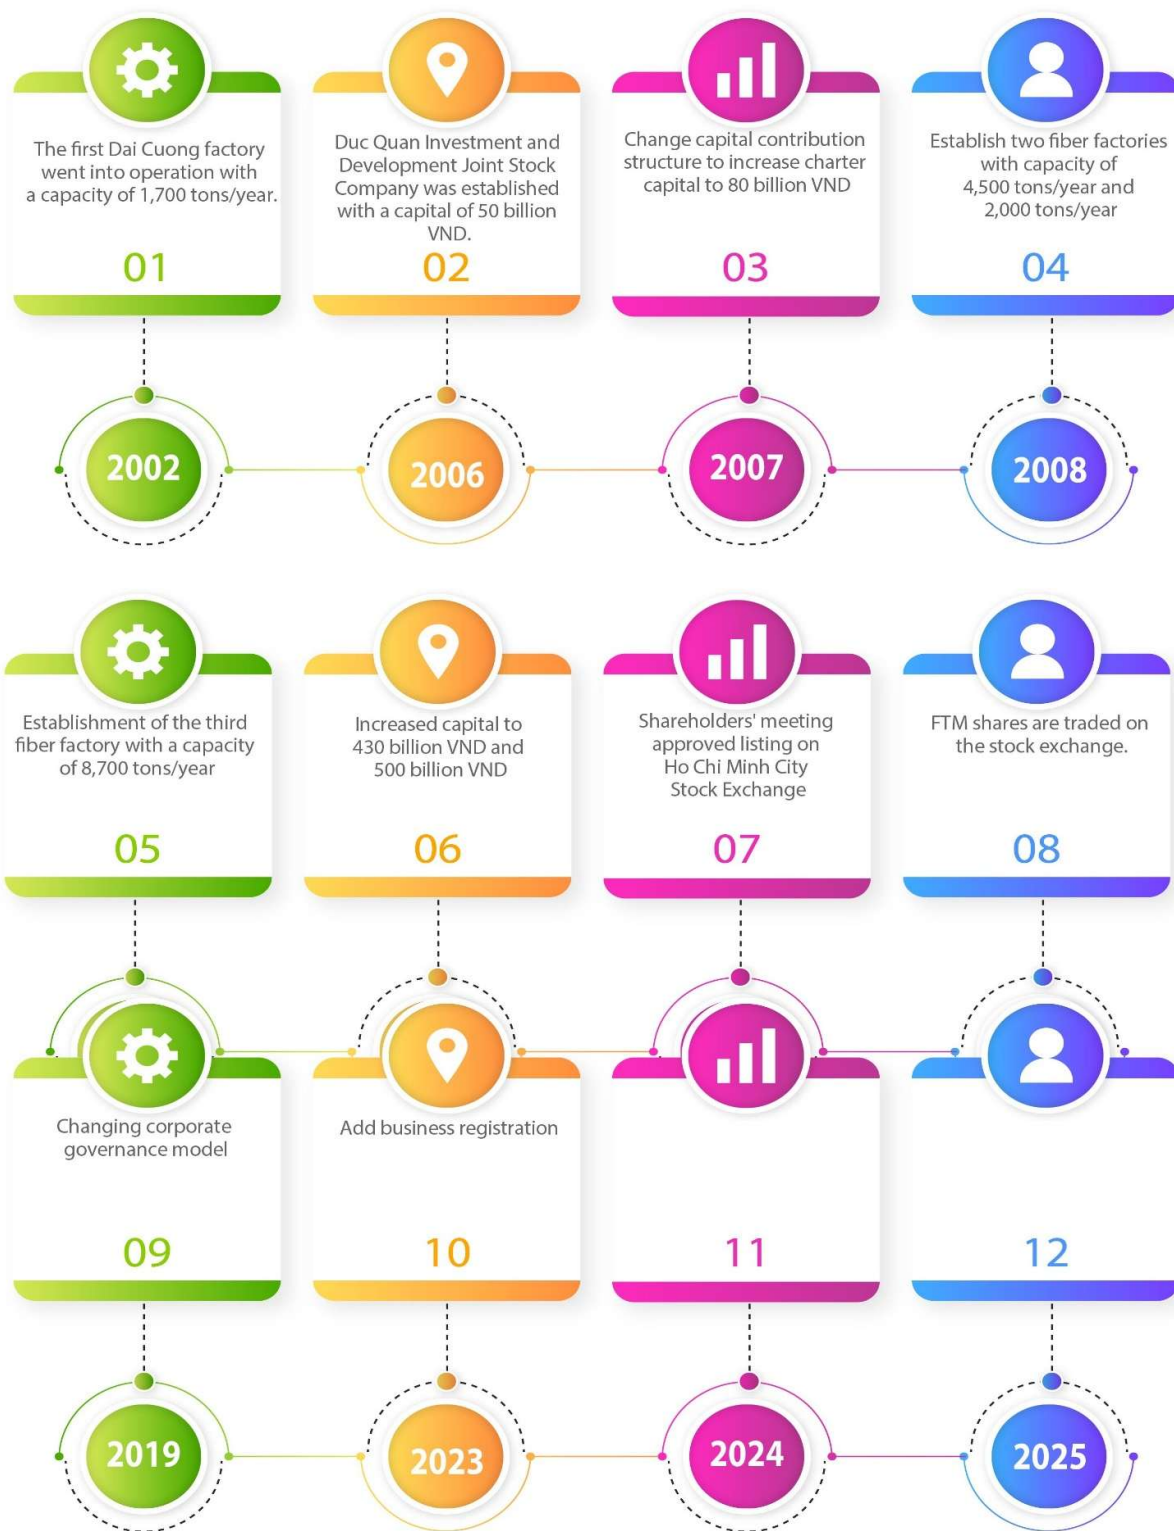 The first Dai Cuong factory
went into operation with
a capacity of 1,700 tons/year.
01
Duc Quan Investment and
Development Joint Stock
Company was established
with a capital of 50 billion
VND.
02
Change capital contribution
structure to increase charter
capital to 80 billion VND
03
Establish two fiber factories
with capacity of
4,500 tons/year and
2,000 tons/year
04
2002
2006
2007
2008
Establishment of the third
fiber factory with a capacity
of 8,700 tons/year
05
Increased capital to
430 billion VND and
500 billion VND
06
Shareholders' meeting
approved listing on
Ho Chi Minh City
Stock Exchange
07
FTM shares are traded on
the stock exchange.
08
Changing corporate
governance model
09
Add business registration
10
11
12
2019
2023
2024
2025